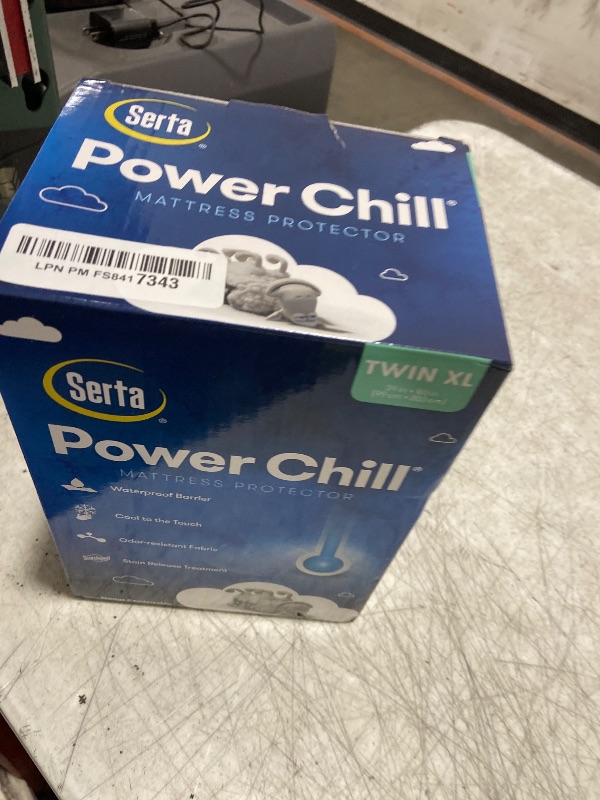 Serta®
Power Chill®
MATTRESS PROTECTOR
LPN PM FS8417343
TWIN XL
Serta®
Power Chill®
MATTRESS PROTECTOR
Waterproof Barrier
Cool to the Touch
Odor-resistant Fabric
Stain Release Treatment